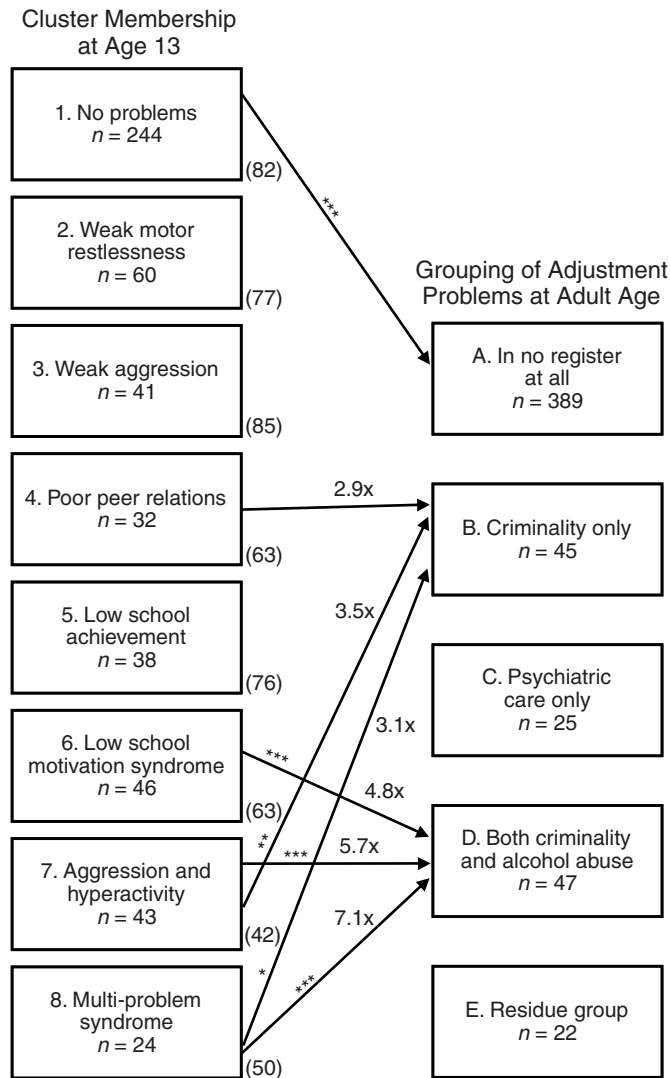 Cluster Membership
at Age 13
1. No problems
n = 244
(82)
***
2. Weak motor
restlessness
n = 60
(77)
Grouping of Adjustment
Problems at Adult Age
3. Weak aggression
n = 41
(85)
A. In no register
at all
n = 389
4. Poor peer relations
n = 32
(63)
2.9x
B. Criminality only
n = 45
5. Low school
achievement
n = 38
(76)
3.5x
C. Psychiatric
care only
n = 25
3.1x
6. Low school
motivation syndrome
n = 46
(63)
***
4.8x
D. Both criminality
and alcohol abuse
n = 47
7. Aggression and
hyperactivity
n = 43
(42)
**
***
5.7x
7.1x
8. Multi-problem
syndrome
n = 24
(50)
*
***
E. Residue group
n = 22